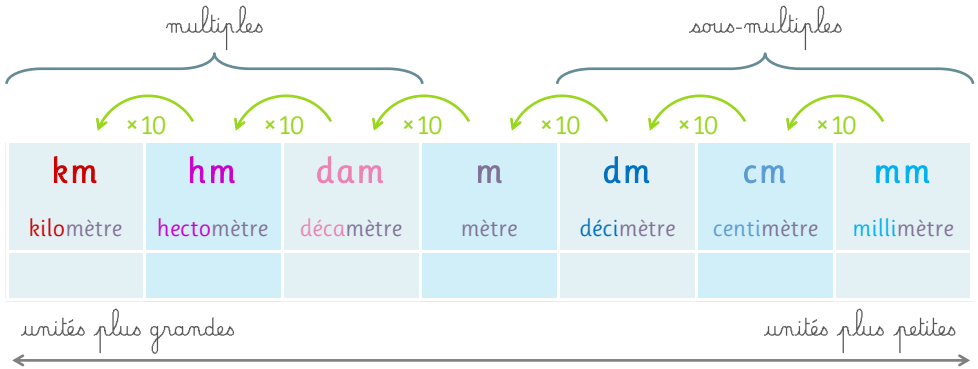 multiples sous-multiples
×10 ×10 ×10 ×10 ×10 ×10
km hm dam m dm cm mm
kilomètre hectomètre décamètre mètre décimètre centimètre millimètre
unités plus grandes unités plus petites